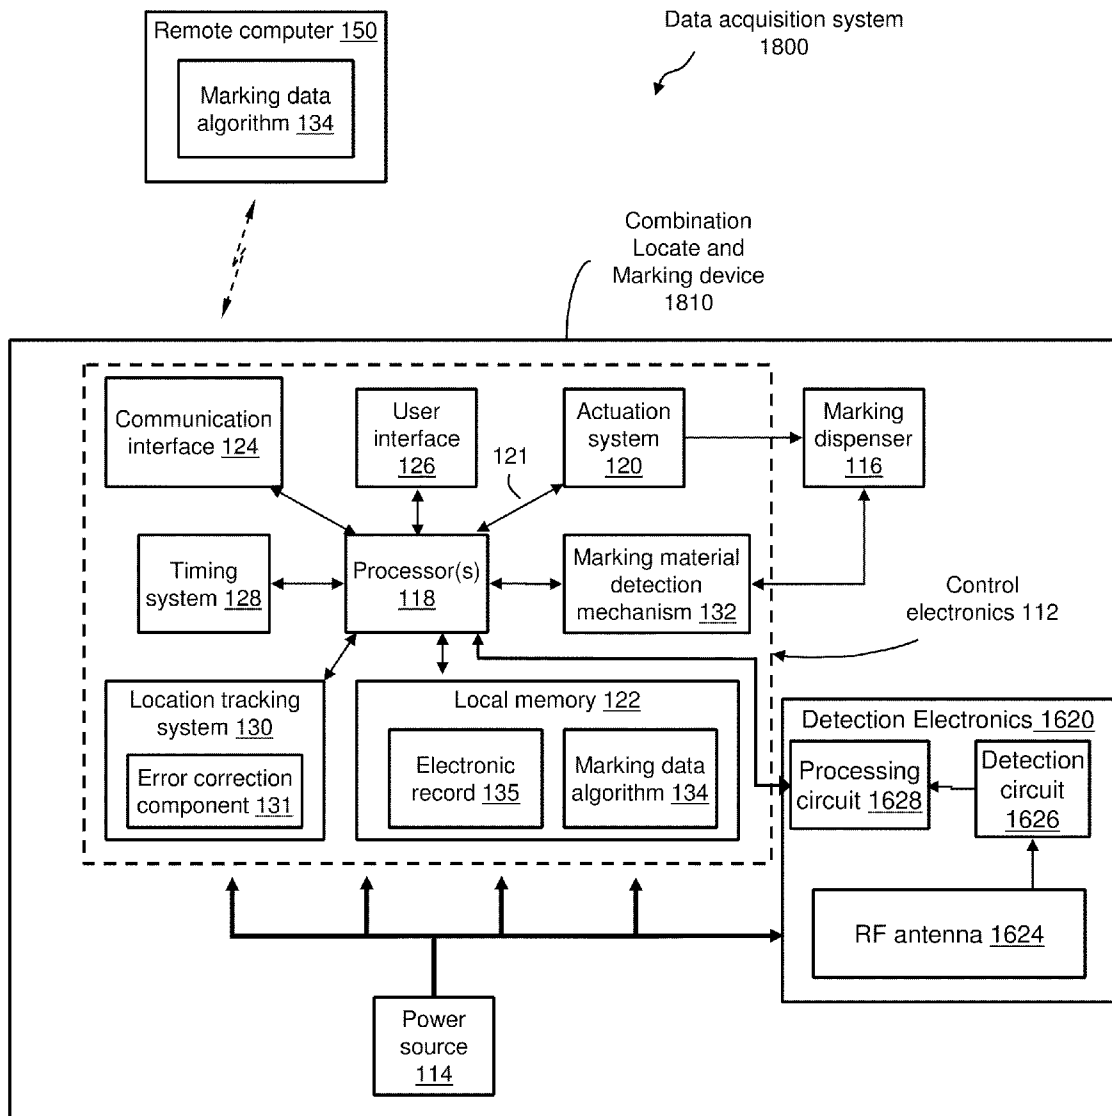 Remote computer 150
Marking data
algorithm 134
Data acquisition system
1800
Combination
Locate and
Marking device
1810
Communication
interface 124
User
interface
126
Actuation
system
120
Marking
dispenser
116
121
Timing
system 128
Processor(s)
118
Marking material
detection
mechanism 132
Control
electronics 112
Location tracking
system 130
Error correction
component 131
Local memory 122
Electronic
record 135
Marking data
algorithm 134
Detection Electronics 1620
Processing
circuit 1628
Detection
circuit
1626
RF antenna 1624
Power
source
114